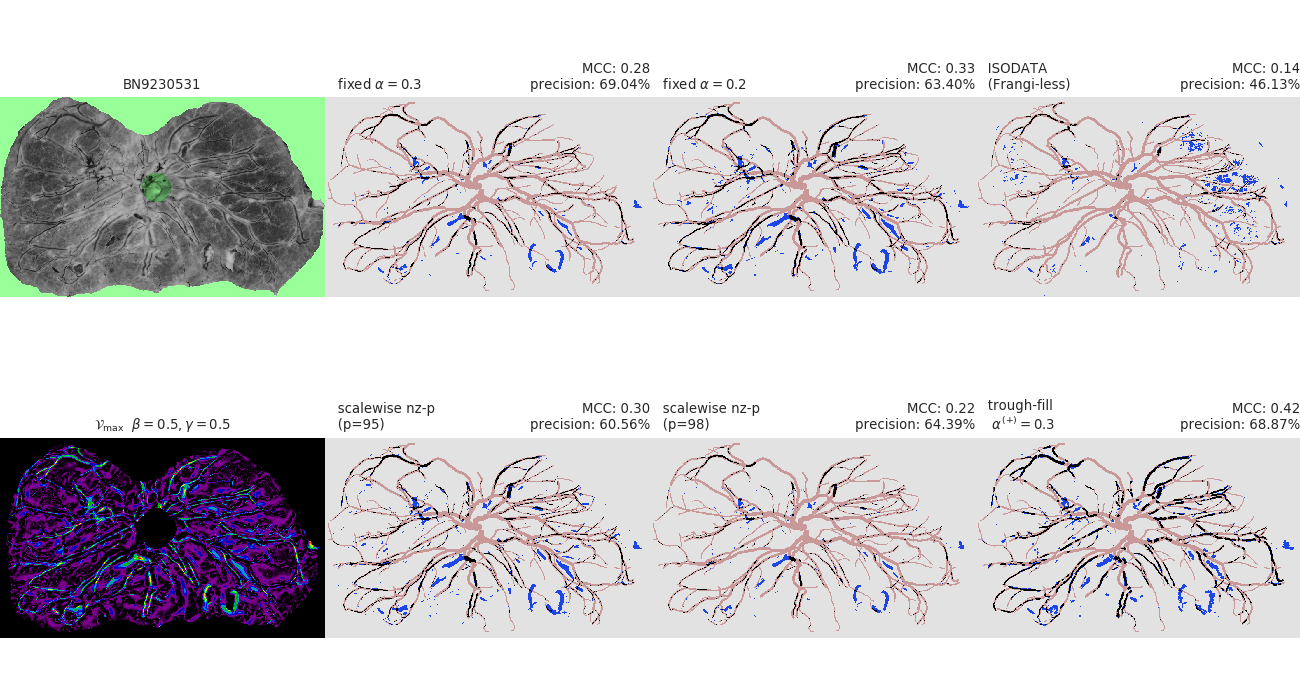 BN9230531
fixed α = 0.3
MCC: 0.28
precision: 69.04%
fixed α = 0.2
MCC: 0.33
precision: 63.40%
ISODATA
(Frangi-less)
MCC: 0.14
precision: 46.13%
𝒱max β = 0.5, γ = 0.5
scalewise nz-p
(p=95)
MCC: 0.30
precision: 60.56%
scalewise nz-p
(p=98)
MCC: 0.22
precision: 64.39%
trough-fill
α(+) = 0.3
MCC: 0.42
precision: 68.87%